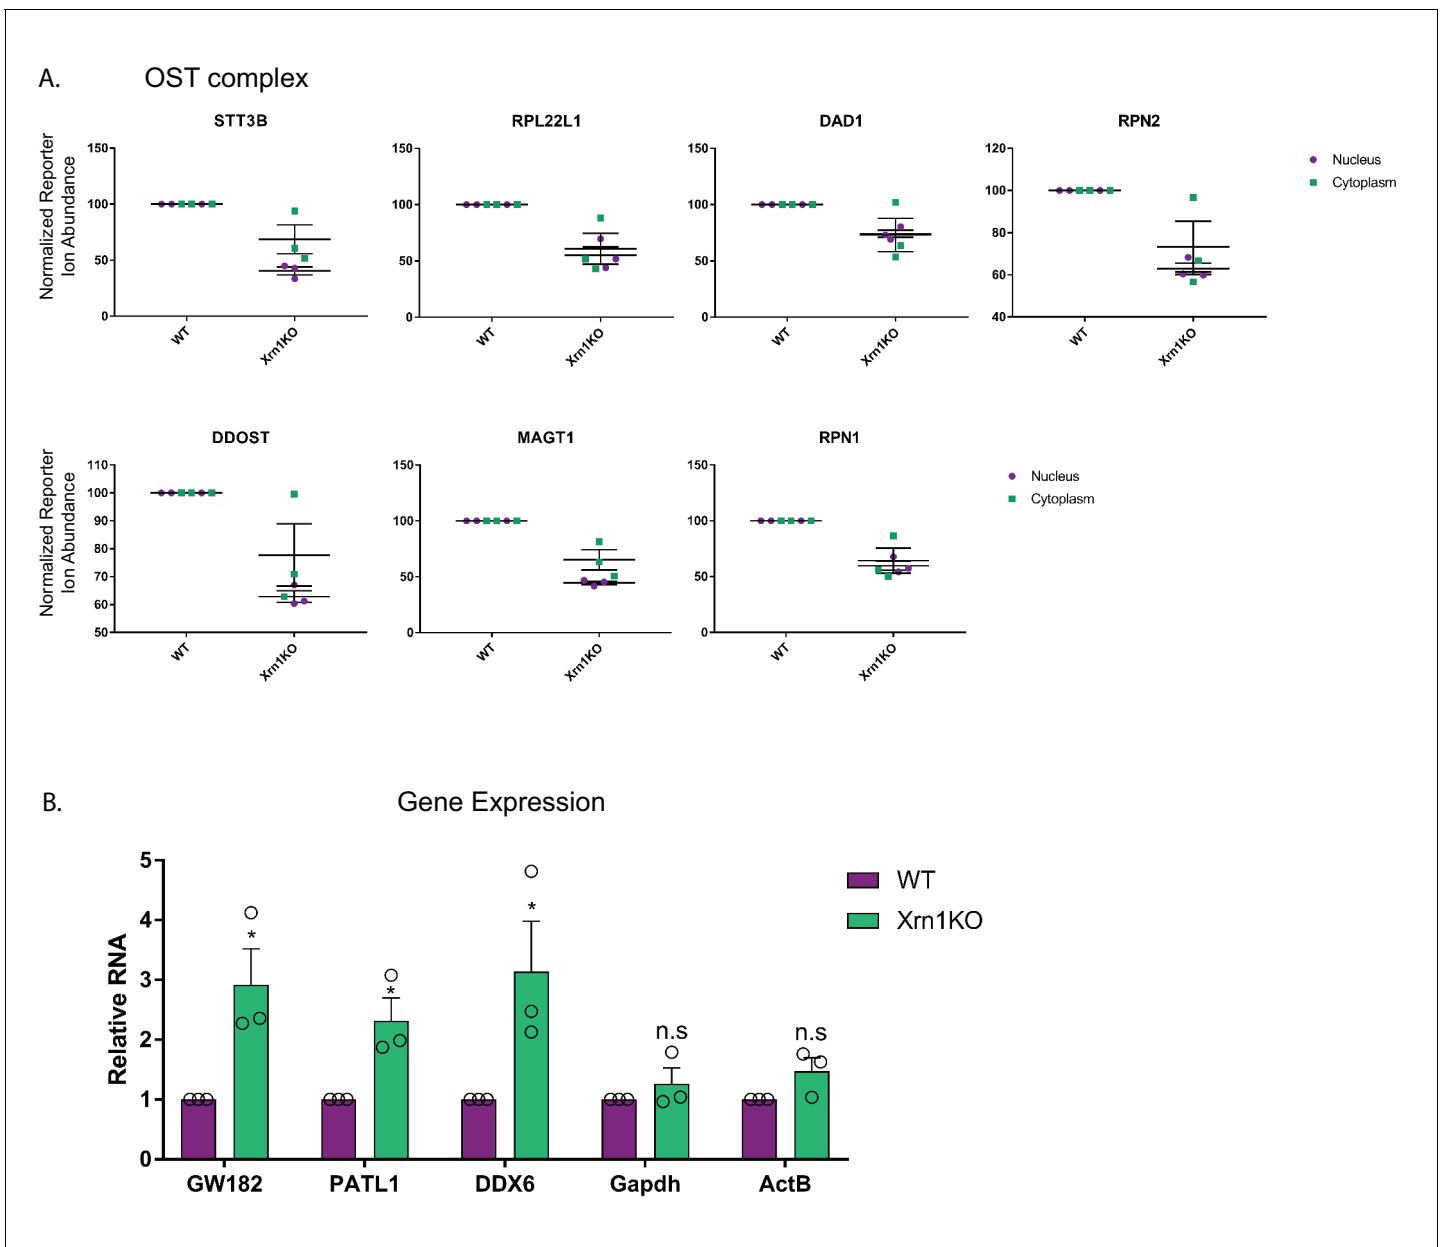 A. OST complex
STT3B RPL22L1 DAD1 RPN2
Normalized Reporter
Ion Abundance
150
100
50
0
WT Xrn1KO
150
100
50
0
WT Xrn1KO
150
100
50
0
WT Xrn1KO
120
100
80
60
40
WT Xrn1KO
Nucleus
Cytoplasm
DDOST MAGT1 RPN1
Normalized Reporter
Ion Abundance
110
100
90
80
70
60
50
WT Xrn1KO
150
100
50
0
WT Xrn1KO
150
100
50
0
WT Xrn1KO
Nucleus
Cytoplasm
B. Gene Expression
Relative RNA
5
4
3
2
1
0
* * * n.s n.s
GW182 PATL1 DDX6 Gapdh ActB
WT
Xrn1KO